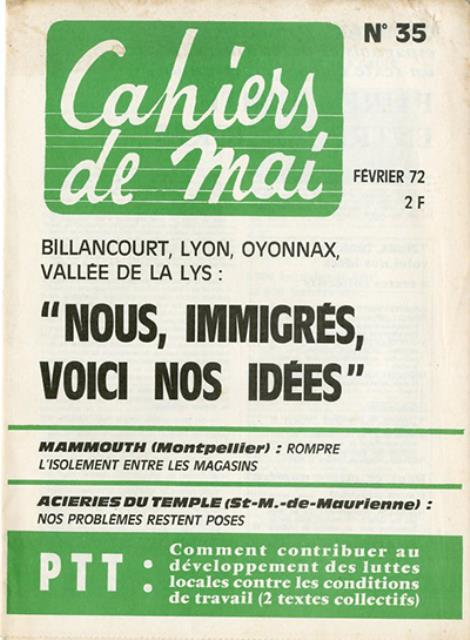 N° 35
Cahiers
de mai
FÉVRIER 72
2 F
BILLANCOURT, LYON, OYONNAX,
VALLÉE DE LA LYS :
“NOUS, IMMIGRÉS,
VOICI NOS IDÉES”
MAMMOUTH (Montpellier) : ROMPRE
L'ISOLEMENT ENTRE LES MAGASINS
ACIERIES DU TEMPLE (St-M.-de-Maurienne) :
NOS PROBLÈMES RESTENT POSES
PTT :
Comment contribuer au
développement des luttes
locales contre les conditions
de travail (2 textes collectifs)